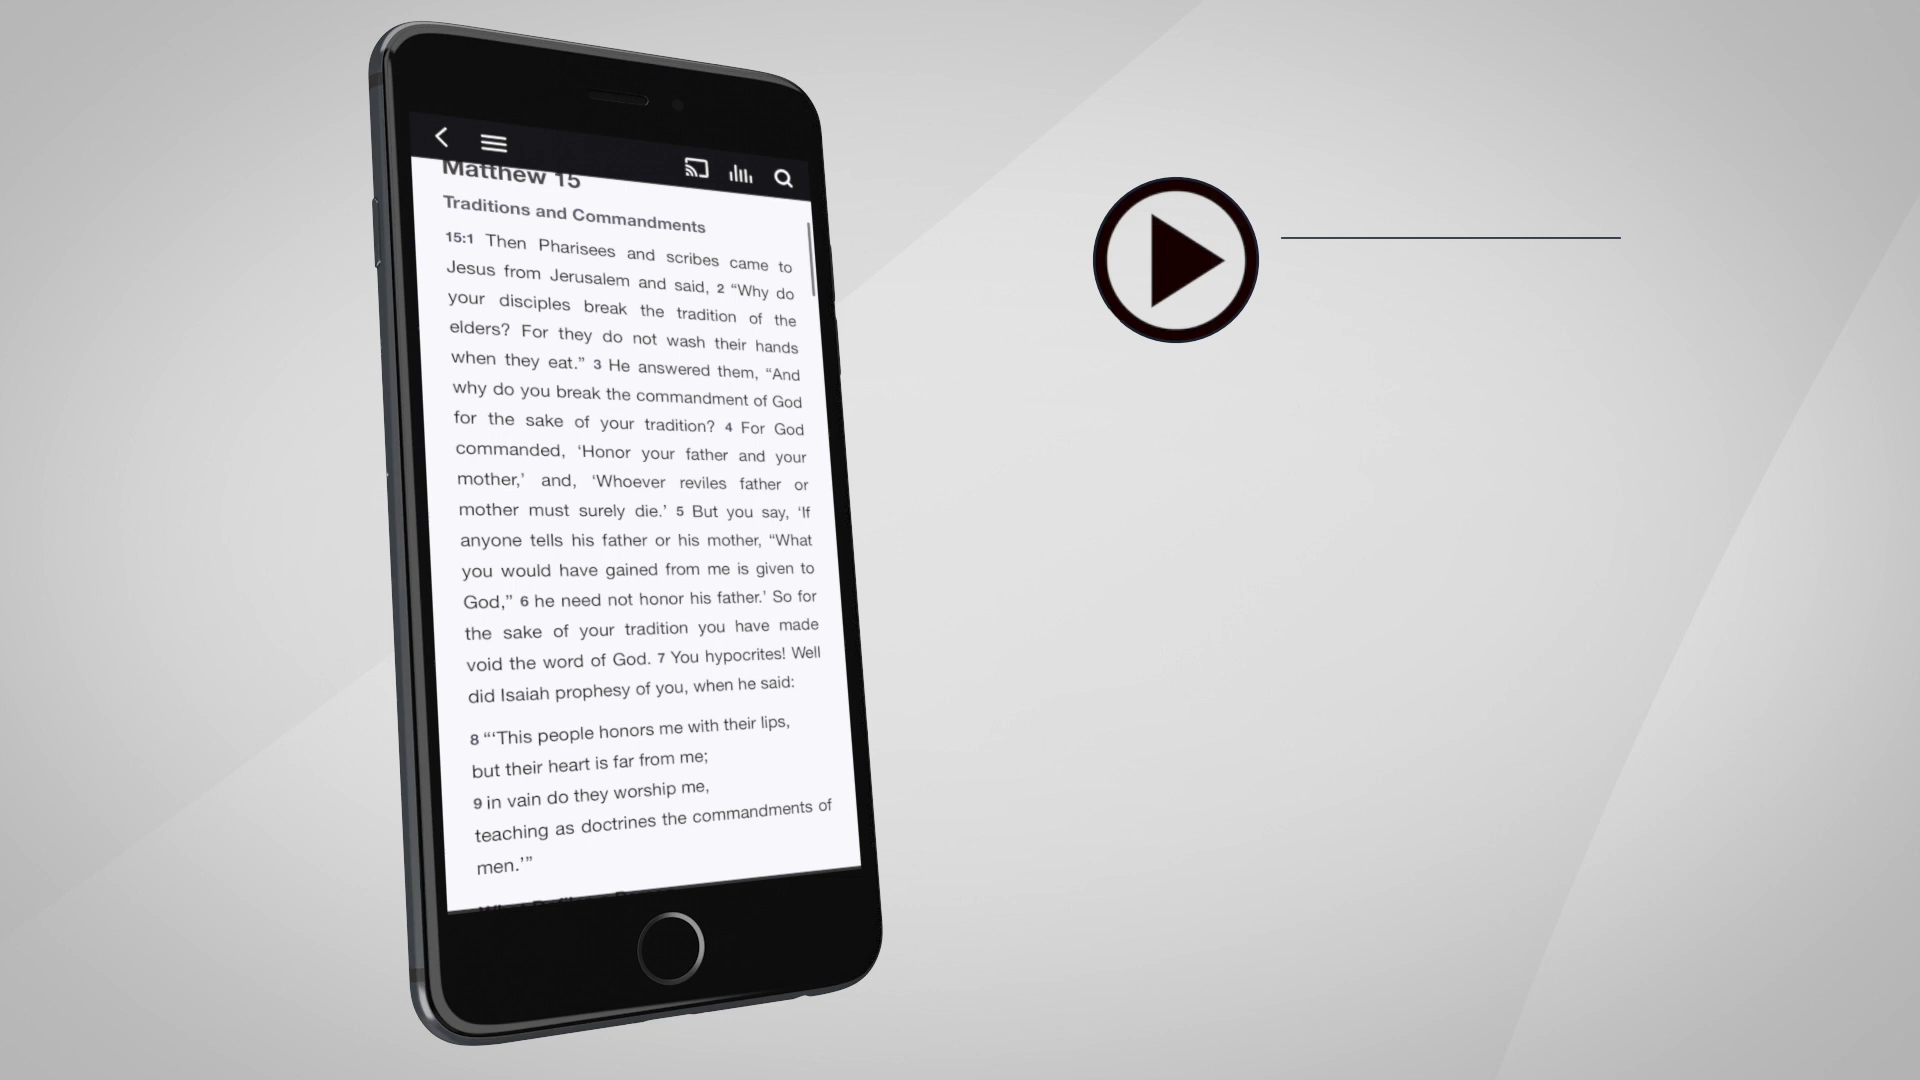 Matthew 15
Traditions and Commandments
15:1 Then Pharisees and scribes came to
Jesus from Jerusalem and said, 2 “Why do
your disciples break the tradition of the
elders? For they do not wash their hands
when they eat.” 3 He answered them, “And
why do you break the commandment of God
for the sake of your tradition? 4 For God
commanded, ‘Honor your father and your
mother,’ and, ‘Whoever reviles father or
mother must surely die.’ 5 But you say, ‘If
anyone tells his father or his mother, “What
you would have gained from me is given to
God,” 6 he need not honor his father.’ So for
the sake of your tradition you have made
void the word of God. 7 You hypocrites! Well
did Isaiah prophesy of you, when he said:
8 “‘This people honors me with their lips,
but their heart is far from me;
9 in vain do they worship me,
teaching as doctrines the commandments of
men.’”